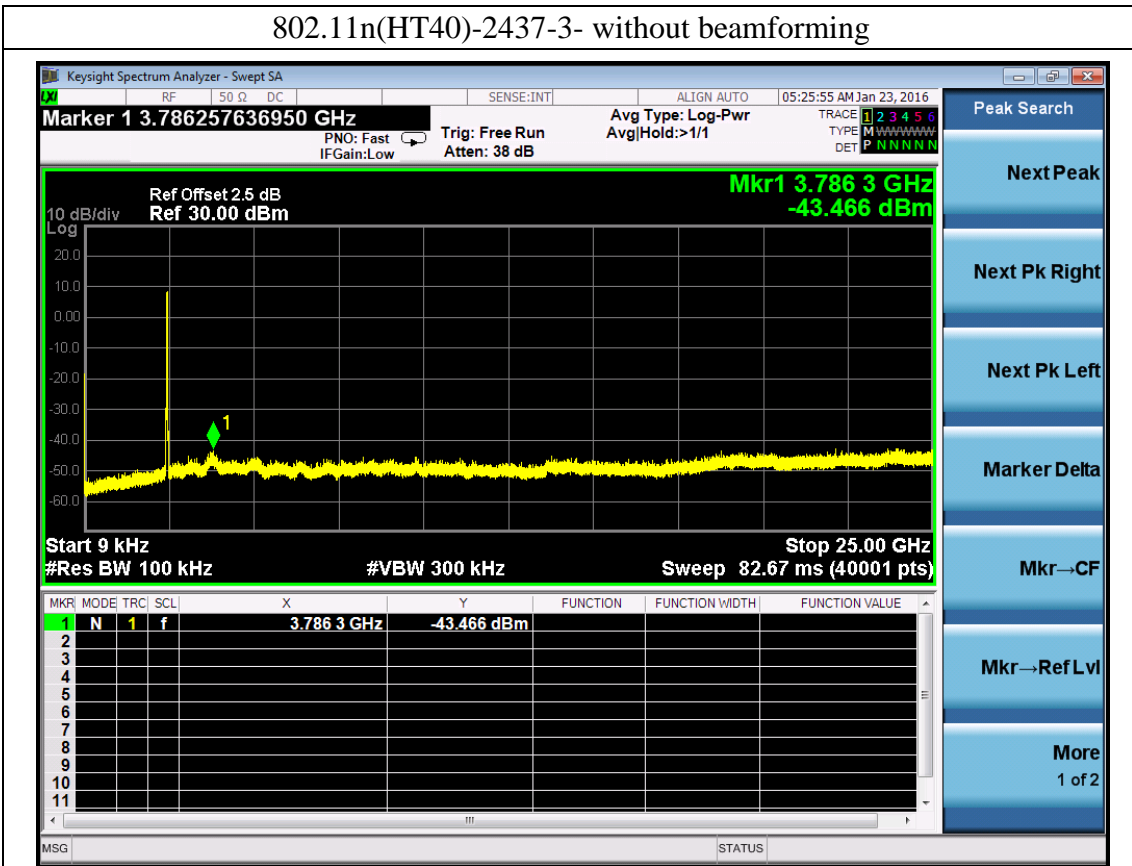 802.11n(HT40)-2437-3- without beamforming
Keysight Spectrum Analyzer - Swept SA
LXI RF 50 Ω DC SENSE:INT ALIGN AUTO 05:25:55 AM Jan 23, 2016
Marker 1 3.786257636950 GHz
PNO: Fast
IFGain:Low
Trig: Free Run
Atten: 38 dB
Avg Type: Log-Pwr
Avg|Hold:>1/1
TRACE 1 2 3 4 5 6
TYPE M WWWWW
DET P N N N N N
Peak Search
Next Peak
Next Pk Right
Next Pk Left
Marker Delta
Mkr→CF
Mkr→Ref Lvl
More
1 of 2
10 dB/div
Log
Ref Offset 2.5 dB
Ref 30.00 dBm
Mkr1 3.786 3 GHz
-43.466 dBm
20.0
10.0
0.00
-10.0
-20.0
-30.0
-40.0
-50.0
-60.0
1
Start 9 kHz
Stop 25.00 GHz
#Res BW 100 kHz #VBW 300 kHz Sweep 82.67 ms (40001 pts)
MKR MODE TRC SCL X Y FUNCTION FUNCTION WIDTH FUNCTION VALUE
1 N 1 f 3.786 3 GHz -43.466 dBm
2
3
4
5
6
7
8
9
10
11
MSG STATUS